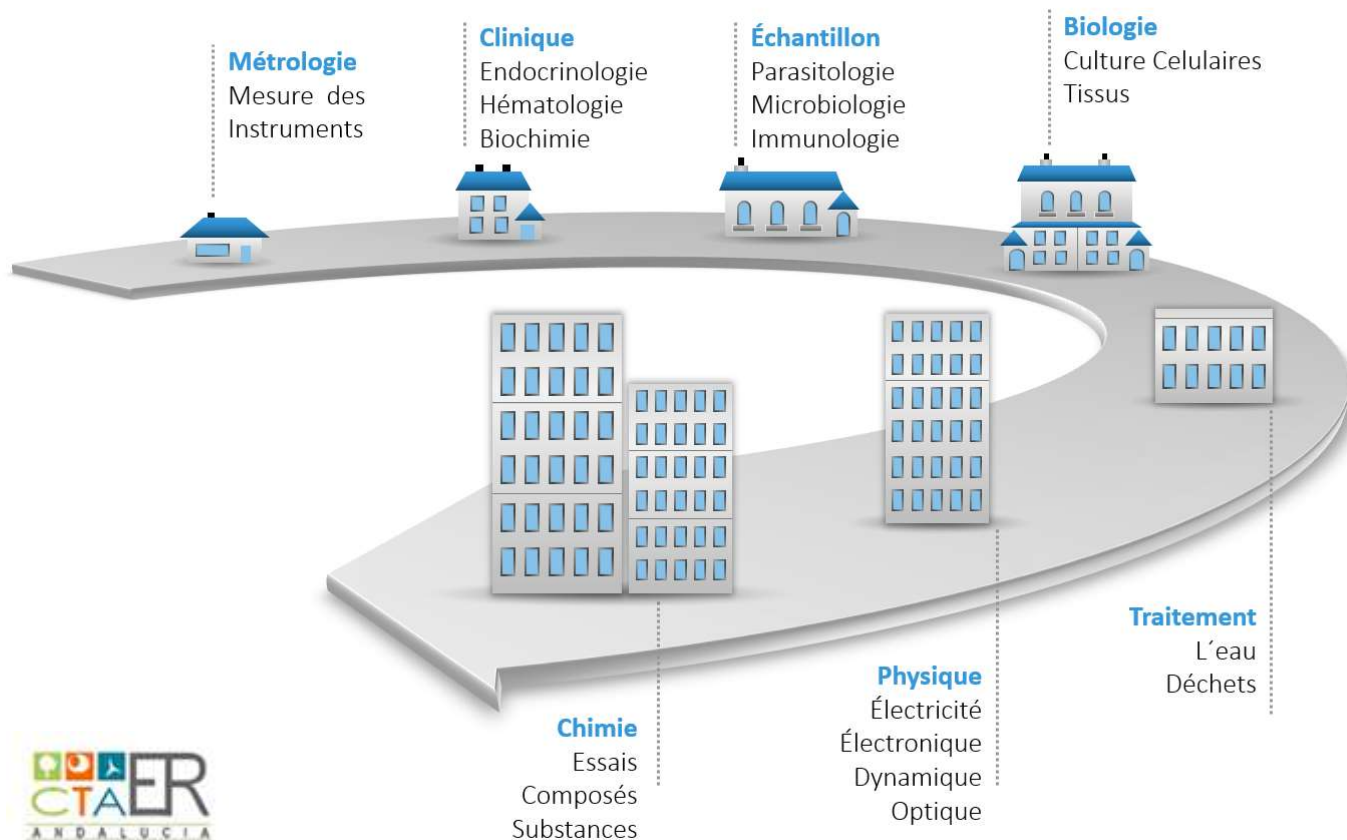 Métrologie
Mesure des
Instruments
Clinique
Endocrinologie
Hématologie
Biochimie
Échantillon
Parasitologie
Microbiologie
Immunologie
Biologie
Culture Celulaires
Tissus
Traitement
L´eau
Déchets
Physique
Électricité
Électronique
Dynamique
Optique
Chimie
Essais
Composés
Substances
CTAER
ANDALUCIA